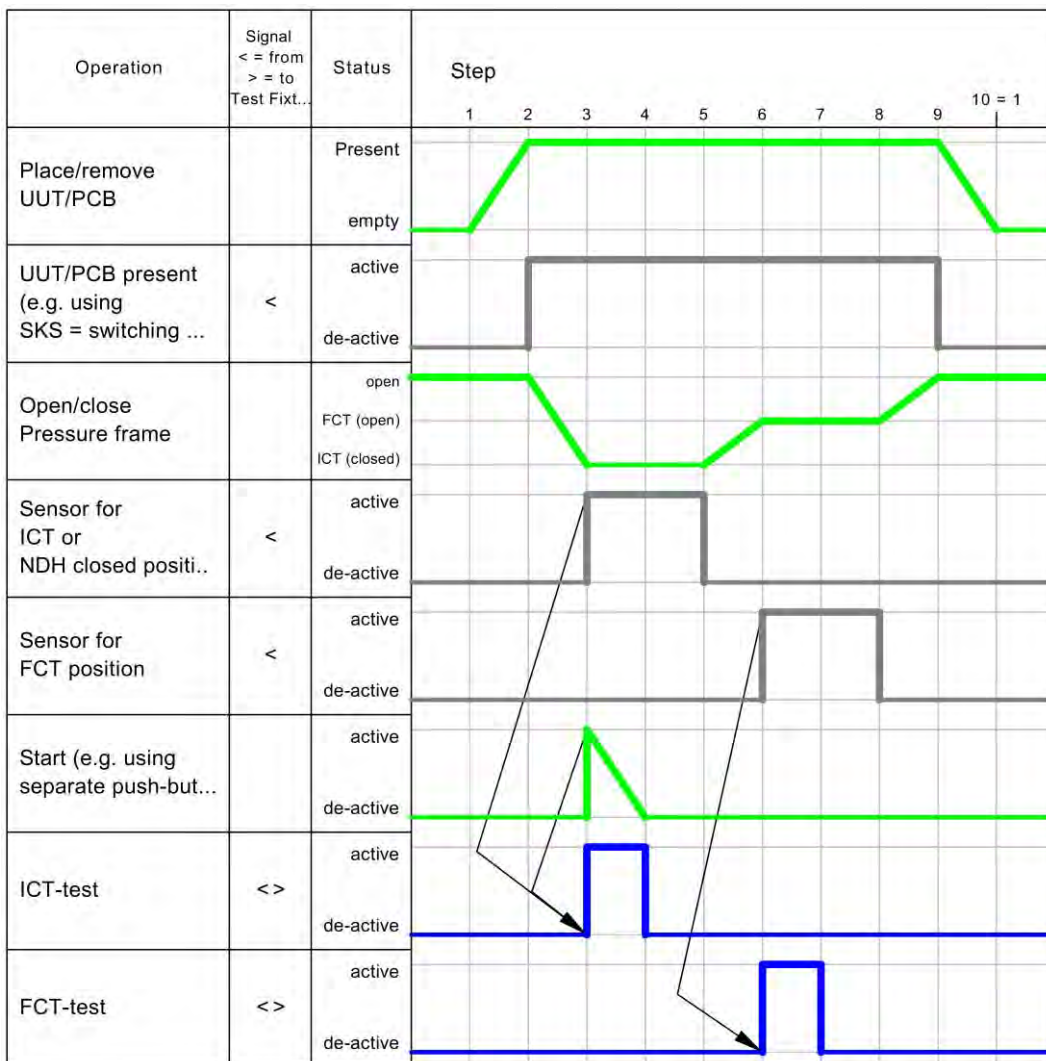 Operation
Signal
< = from
> = to
Test Fixt...
Status
Step
1 2 3 4 5 6 7 8 9 10 = 1
Place/remove
UUT/PCB
Present
empty
UUT/PCB present
(e.g. using
SKS = switching ...
<
active
de-active
Open/close
Pressure frame
open
FCT (open)
ICT (closed)
Sensor for
ICT or
NDH closed positi..
<
active
de-active
Sensor for
FCT position
<
active
de-active
Start (e.g. using
separate push-but...
active
de-active
ICT-test
<>
active
de-active
FCT-test
<>
active
de-active